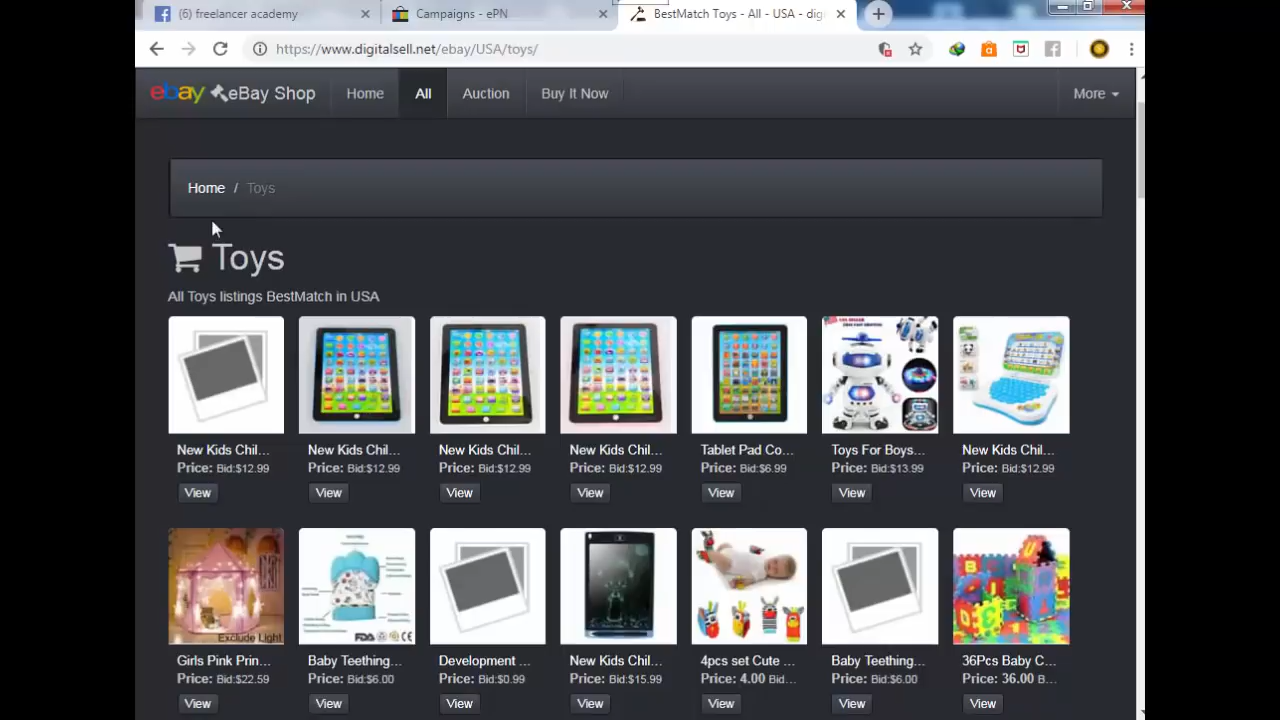 (6) freelancer academy
Campaigns - ePN
BestMatch Toys - All - USA - dig
https://www.digitalsell.net/ebay/USA/toys/
ebay eBay Shop
Home
All
Auction
Buy It Now
More
Home / Toys
Toys
All Toys listings BestMatch in USA
New Kids Chil...
Price: Bid:$12.99
View
New Kids Chil...
Price: Bid:$12.99
View
New Kids Chil...
Price: Bid:$12.99
View
New Kids Chil...
Price: Bid:$12.99
View
Tablet Pad Co...
Price: Bid:$6.99
View
Toys For Boys...
Price: Bid:$13.99
View
New Kids Chil...
Price: Bid:$12.99
View
Exclude Light
Girls Pink Prin...
Price: Bid:$22.59
View
FDA CE
Baby Teething...
Price: Bid:$6.00
View
Development ...
Price: Bid:$0.99
View
New Kids Chil...
Price: Bid:$15.99
View
4pcs set Cute ...
Price: 4.00 Bid...
View
Baby Teething...
Price: Bid:$6.00
View
36Pcs Baby C...
Price: 36.00 B...
View